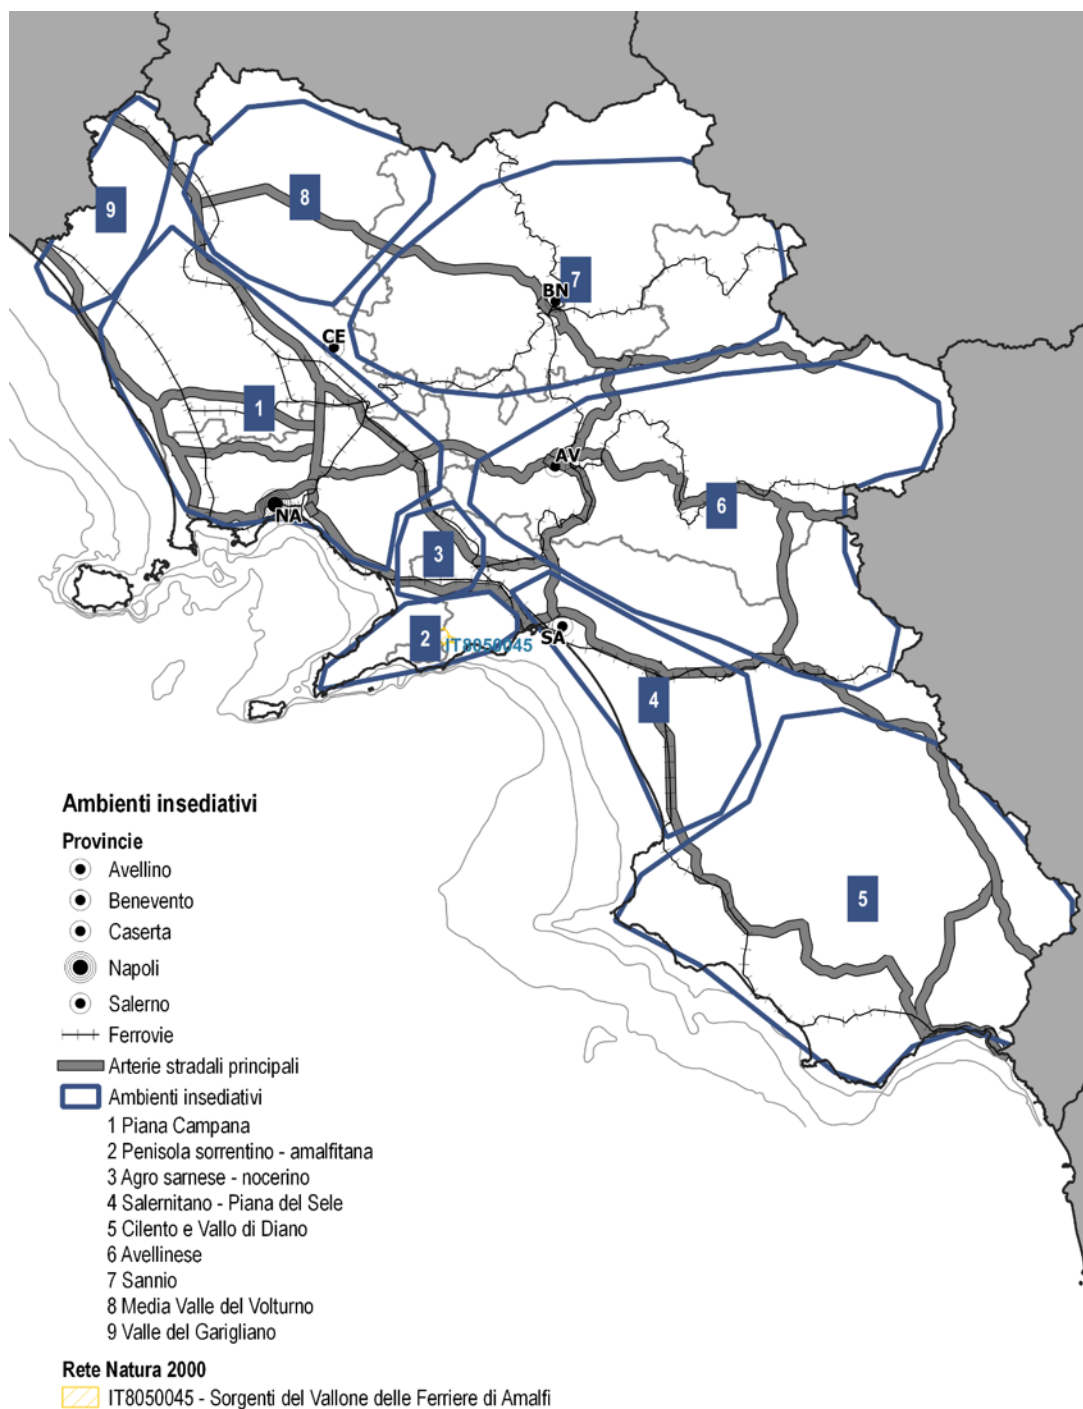 9
8
7
BN
CE
1
AV
6
NA
3
2
IT8050045
SA
4
5
Ambienti insediativi
Provincie
Avellino
Benevento
Caserta
Napoli
Salerno
Ferrovie
Arterie stradali principali
Ambienti insediativi
1 Piana Campana
2 Penisola sorrentino - amalfitana
3 Agro sarnese - nocerino
4 Salernitano - Piana del Sele
5 Cilento e Vallo di Diano
6 Avellinese
7 Sannio
8 Media Valle del Volturno
9 Valle del Garigliano
Rete Natura 2000
IT8050045 - Sorgenti del Vallone delle Ferriere di Amalfi